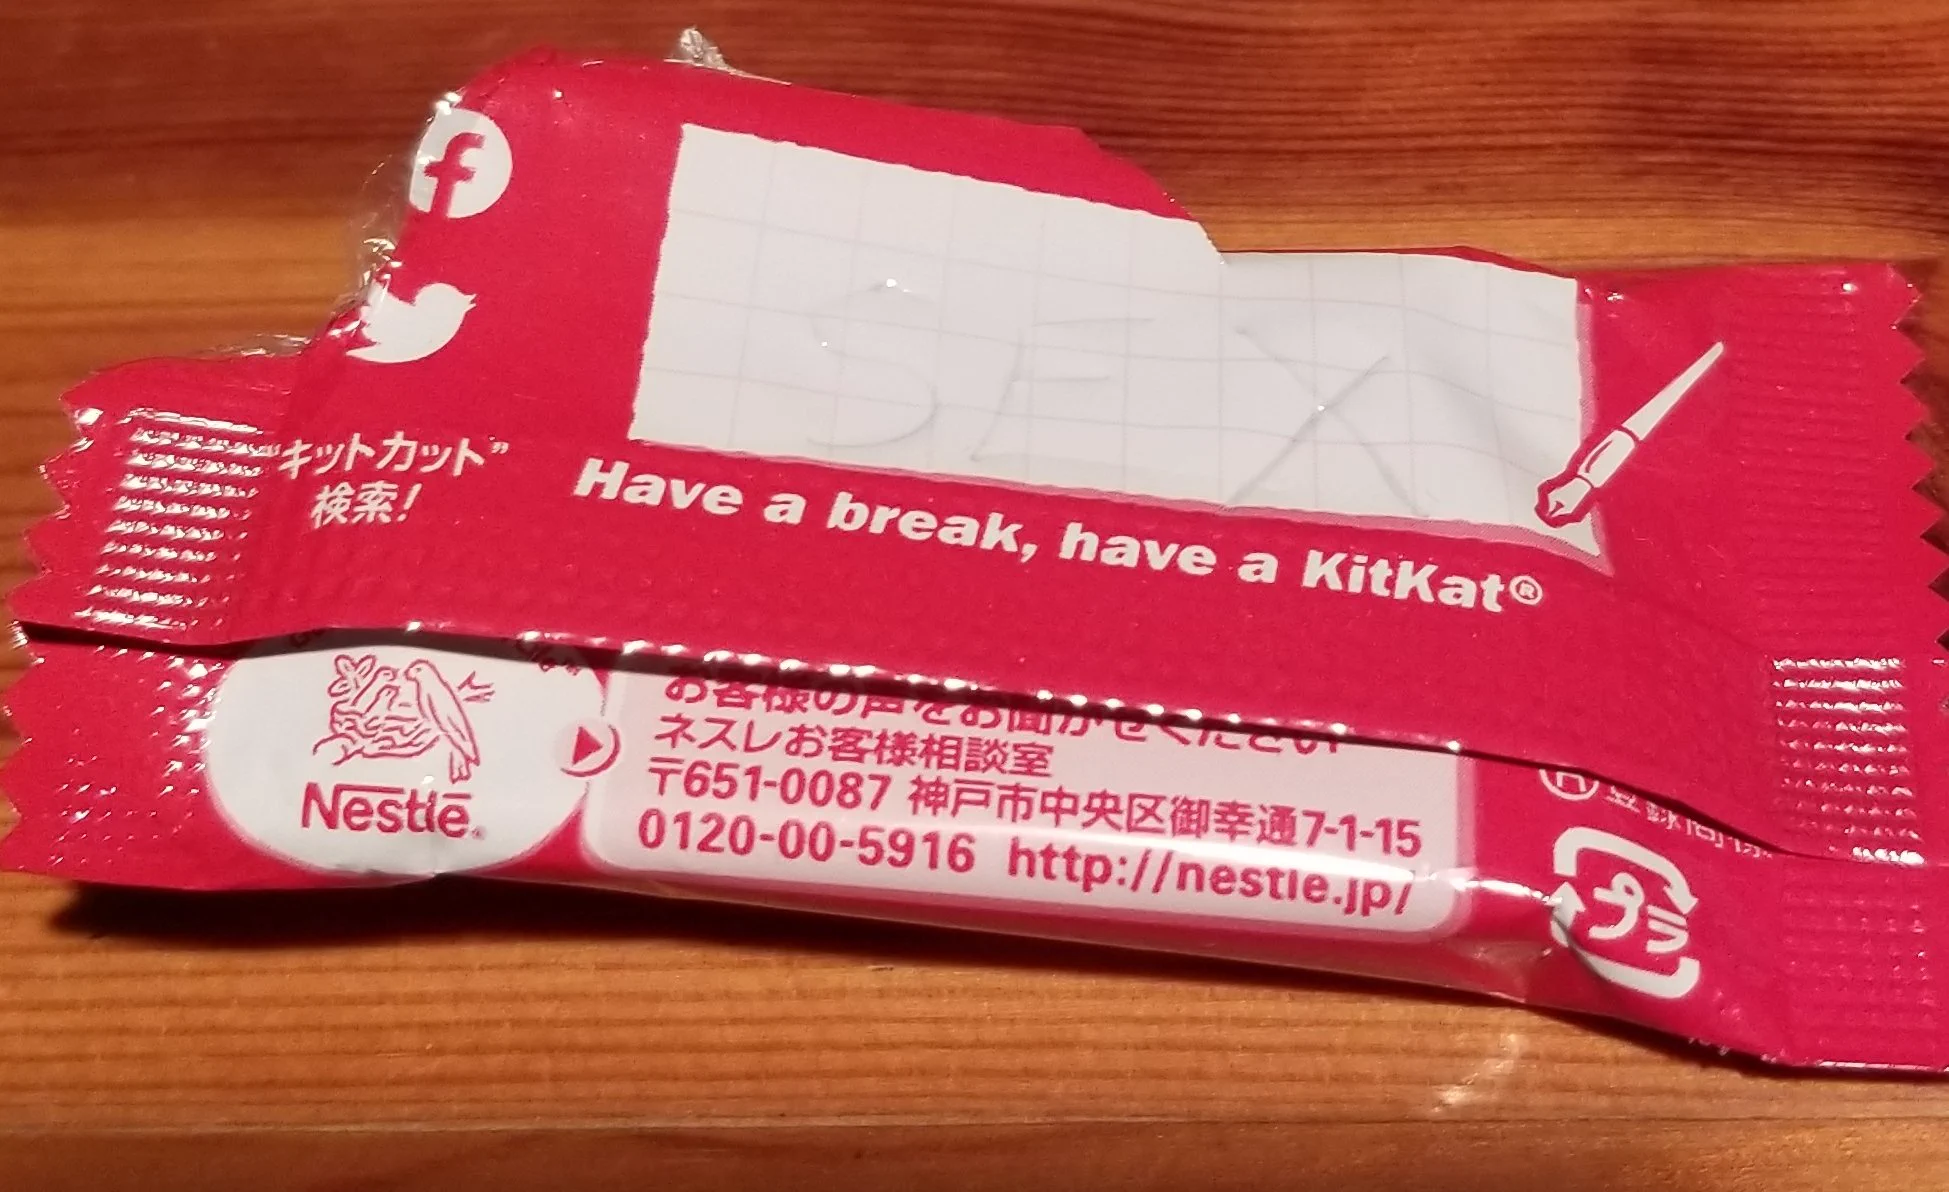 SEX
Have a break, have a KitKat®
"キットカット"
検索!
Nestlé®
お客様の声をお聞かせください
ネスレお客様相談室
〒651-0087 神戸市中央区御幸通7-1-15
0120-00-5916 http://nestle.jp/
プラ